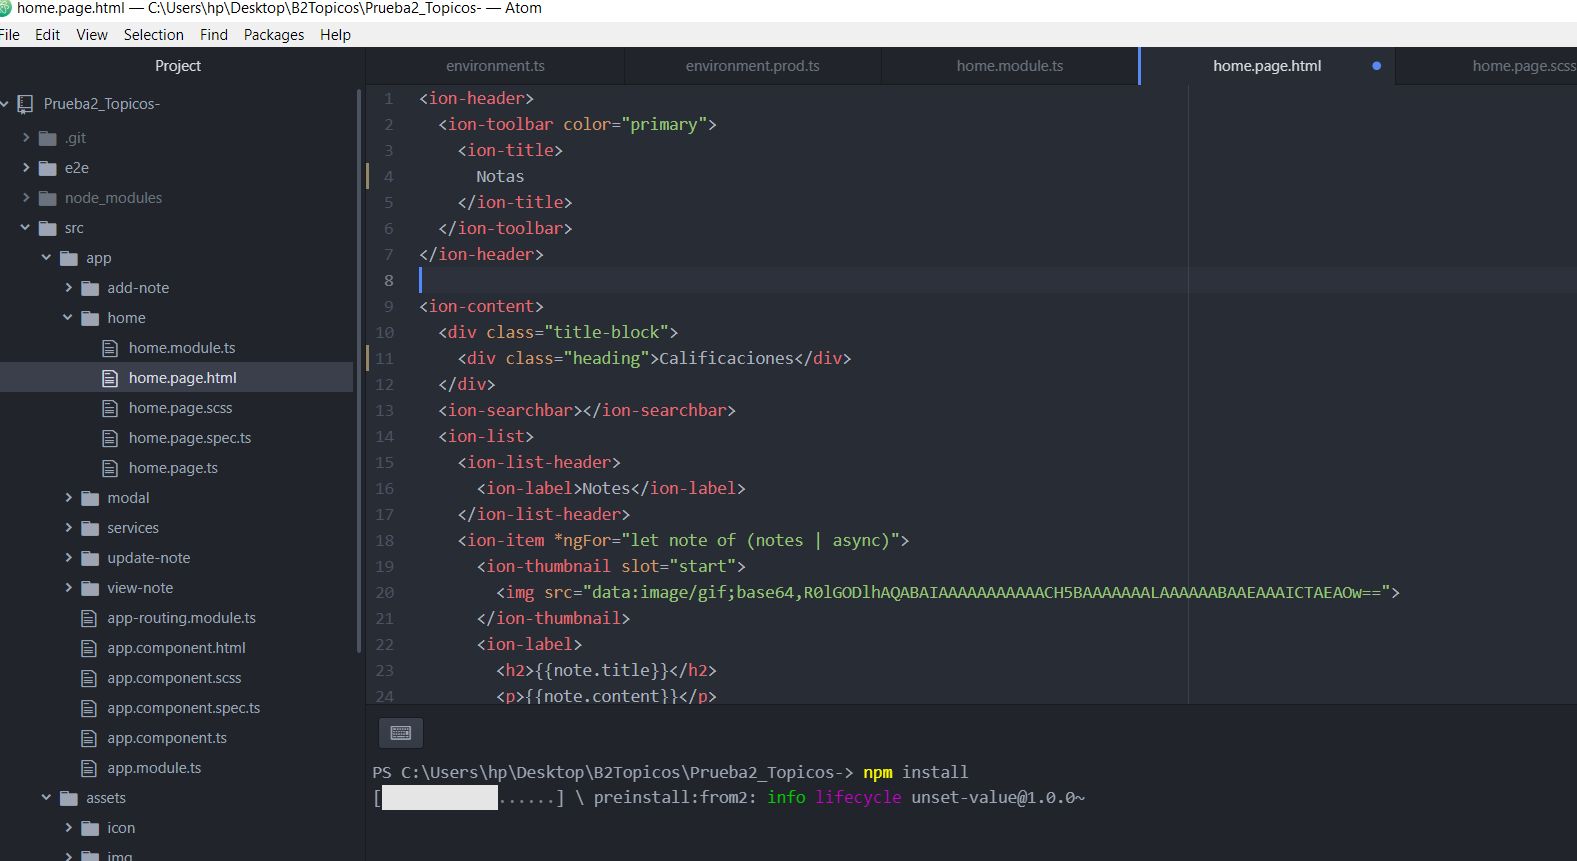 home.page.html — C:\Users\hp\Desktop\B2Topicos\Prueba2_Topicos- — Atom
File Edit View Selection Find Packages Help
Project
environment.ts environment.prod.ts home.module.ts home.page.html home.page.scss
Prueba2_Topicos-
.git
e2e
node_modules
src
app
add-note
home
home.module.ts
home.page.html
home.page.scss
home.page.spec.ts
home.page.ts
modal
services
update-note
view-note
app-routing.module.ts
app.component.html
app.component.scss
app.component.spec.ts
app.component.ts
app.module.ts
assets
icon
img
1 <ion-header>
2 <ion-toolbar color="primary">
3 <ion-title>
4 Notas
5 </ion-title>
6 </ion-toolbar>
7 </ion-header>
8
9 <ion-content>
10 <div class="title-block">
11 <div class="heading">Calificaciones</div>
12 </div>
13 <ion-searchbar></ion-searchbar>
14 <ion-list>
15 <ion-list-header>
16 <ion-label>Notes</ion-label>
17 </ion-list-header>
18 <ion-item *ngFor="let note of (notes | async)">
19 <ion-thumbnail slot="start">
20 <img src="data:image/gif;base64,R0lGODlhAQABAIAAAAAAAAAAACH5BAAAAAAALAAAAAABAAEAAAICTAEAOw==">
21 </ion-thumbnail>
22 <ion-label>
23 <h2>{{note.title}}</h2>
24 <p>{{note.content}}</p>
PS C:\Users\hp\Desktop\B2Topicos\Prueba2_Topicos-> npm install
[ ......] \ preinstall:from2: info lifecycle unset-value@1.0.0~